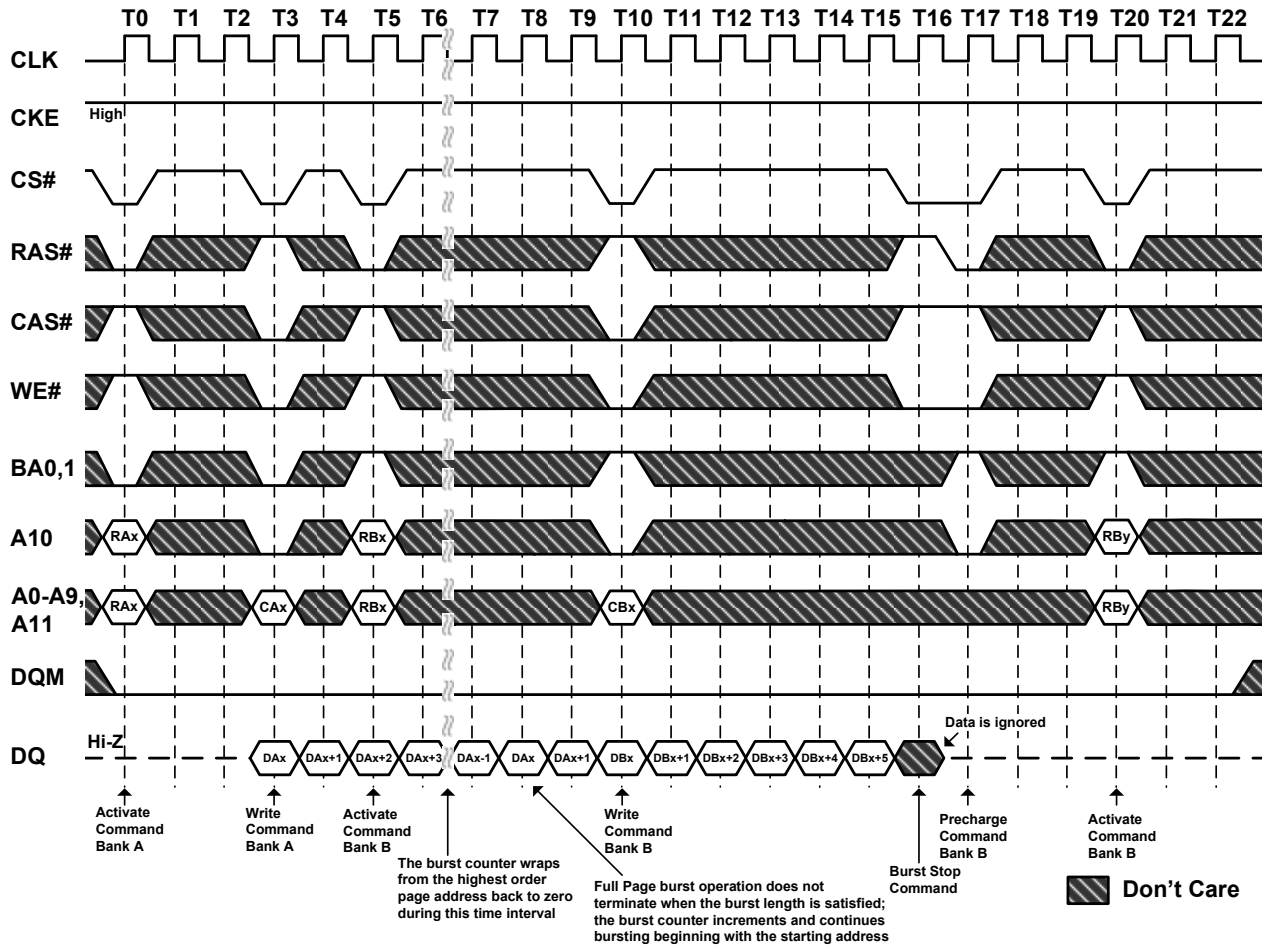 T0 T1 T2 T3 T4 T5 T6 T7 T8 T9 T10 T11 T12 T13 T14 T15 T16 T17 T18 T19 T20 T21 T22
CLK
CKE High
CS#
RAS#
CAS#
WE#
BA0,1
A10 RAx RBx RBy
A0-A9,
A11 RAx CAx RBx CBx RBy
DQM
DQ Hi-Z DAx DAx+1 DAx+2 DAx+3 DAx-1 DAx DAx+1 DBx DBx+1 DBx+2 DBx+3 DBx+4 DBx+5
Data is ignored
Activate
Command
Bank A
Write
Command
Bank A
Activate
Command
Bank B
The burst counter wraps
from the highest order
page address back to zero
during this time interval
Full Page burst operation does not
terminate when the burst length is satisfied;
the burst counter increments and continues
bursting beginning with the starting address
Write
Command
Bank B
Burst Stop
Command
Precharge
Command
Bank B
Activate
Command
Bank B
Don't Care